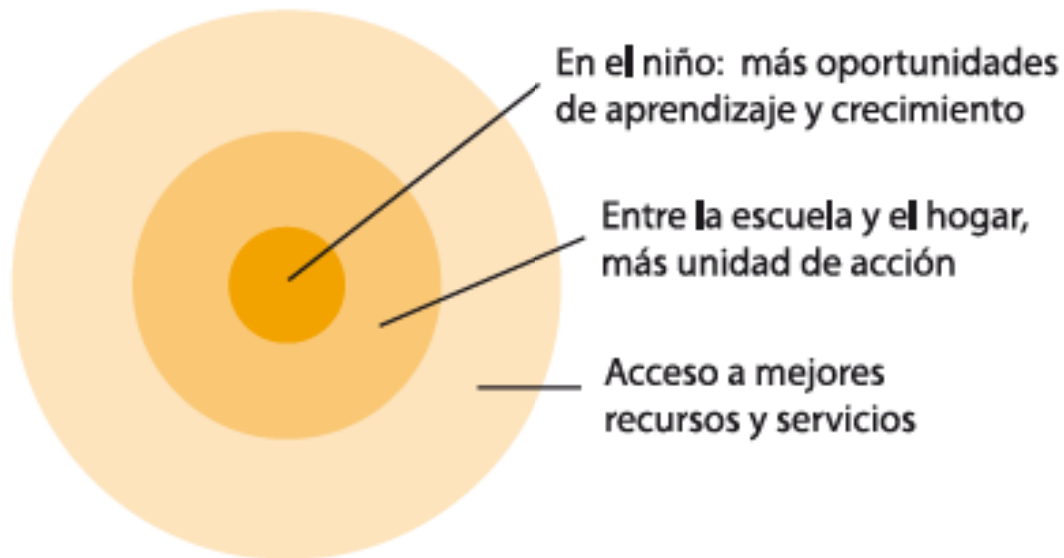 En el niño: más oportunidades
de aprendizaje y crecimiento
Entre la escuela y el hogar,
más unidad de acción
Acceso a mejores
recursos y servicios